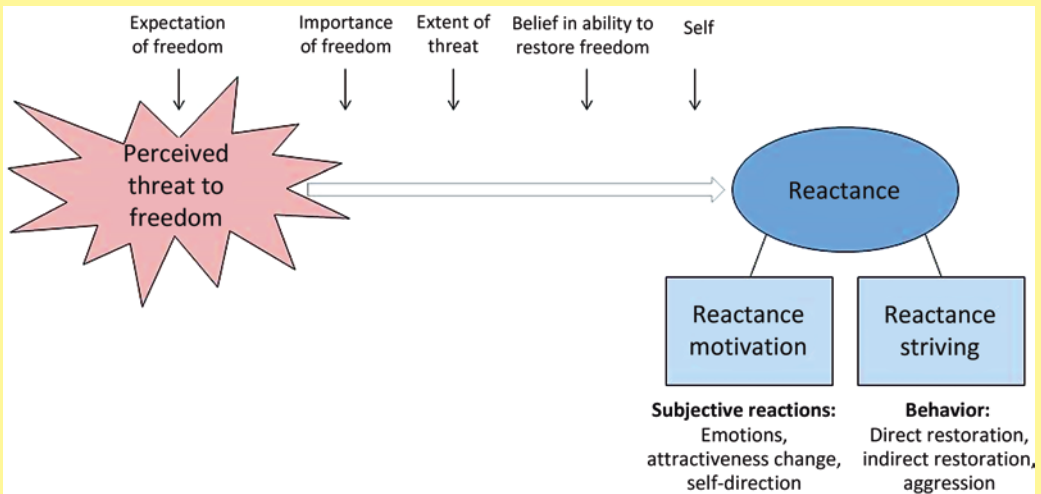 Expectation
of freedom
Importance
of freedom
Extent of
threat
Belief in ability to
restore freedom
Self
Perceived
threat to
freedom
Reactance
Reactance
motivation
Reactance
striving
Subjective reactions:
Emotions,
attractiveness change,
self-direction
Behavior:
Direct restoration,
indirect restoration,
aggression